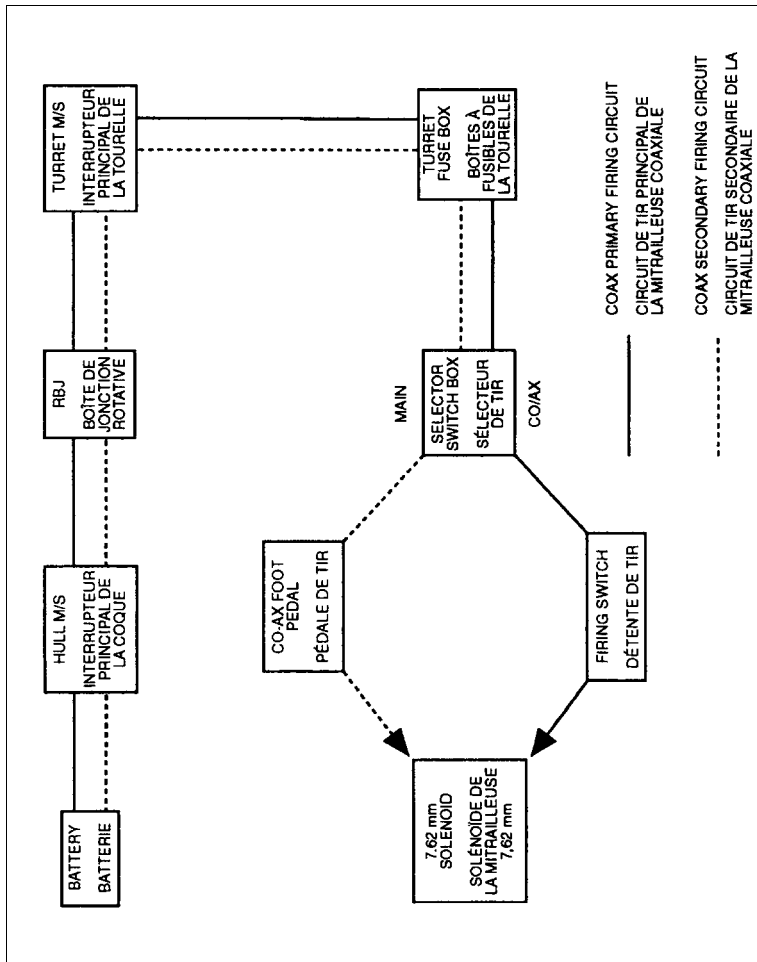 BATTERY
BATTERIE
HULL M/S
INTERRUPTEUR
PRINCIPAL DE
LA COQUE
RBJ
BOÎTE DE
JONCTION
ROTATIVE
TURRET M/S
INTERRUPTEUR
PRINCIPAL DE
LA TOURELLE
CO-AX FOOT
PEDAL
PÉDALE DE TIR
7.62 mm
SOLENOID
SOLÉNOÏDE DE
LA MITRAILLEUSE
7,62 mm
MAIN
SELECTOR
SWITCH BOX
SÉLECTEUR
DE TIR
CO/AX
TURRET
FUSE BOX
BOÎTES À
FUSIBLES DE
LA TOURELLE
FIRING SWITCH
DÉTENTE DE TIR
COAX PRIMARY FIRING CIRCUIT
CIRCUIT DE TIR PRINCIPAL DE
LA MITRAILLEUSE COAXIALE
COAX SECONDARY FIRING CIRCUIT
CIRCUIT DE TIR SECONDAIRE DE LA
MITRAILLEUSE COAXIALE